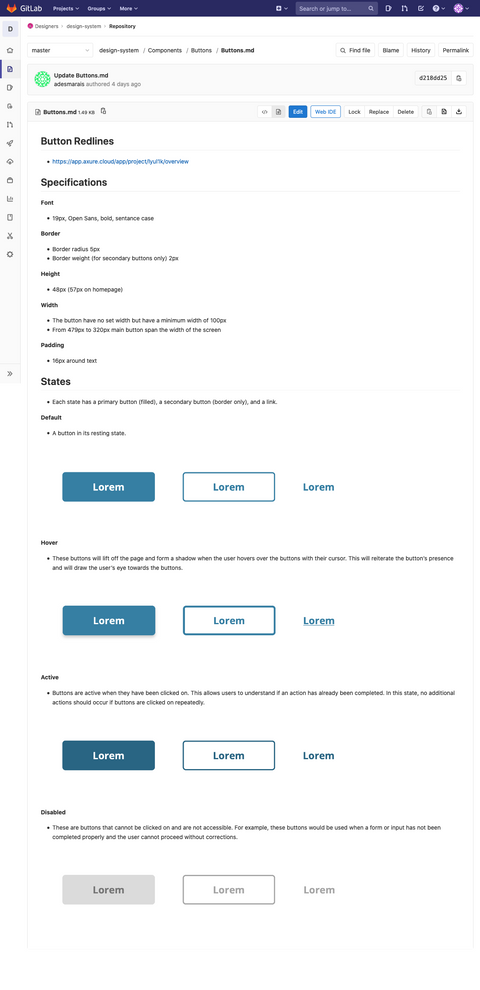 GitLab Projects Groups More Search or jump to...
D Designers > design-system > Repository
master design-system / Components / Buttons / Buttons.md Find file Blame History Permalink
Update Buttons.md
adesmarais authored 4 days ago
d218dd25
Buttons.md 1.49 KB Edit Web IDE Lock Replace Delete
Button Redlines
https://app.axure.cloud/app/project/lyul1k/overview
Specifications
Font
19px, Open Sans, bold, sentance case
Border
Border radius 5px
Border weight (for secondary buttons only) 2px
Height
48px (57px on homepage)
Width
The button have no set width but have a minimum width of 100px
From 479px to 320px main button span the width of the screen
Padding
16px around text
States
Each state has a primary button (filled), a secondary button (border only), and a link.
Default
A button in its resting state.
Lorem Lorem Lorem
Hover
These buttons will lift off the page and form a shadow when the user hovers over the buttons with their cursor. This will reiterate the button's presence
and will draw the user's eye towards the buttons.
Lorem Lorem Lorem
Active
Buttons are active when they have been clicked on. This allows users to understand if an action has already been completed. In this state, no additional
actions should occur if buttons are clicked on repeatedly.
Lorem Lorem Lorem
Disabled
These are buttons that cannot be clicked on and are not accessible. For example, these buttons would be used when a form or input has not been
completed properly and the user cannot proceed without corrections.
Lorem Lorem Lorem